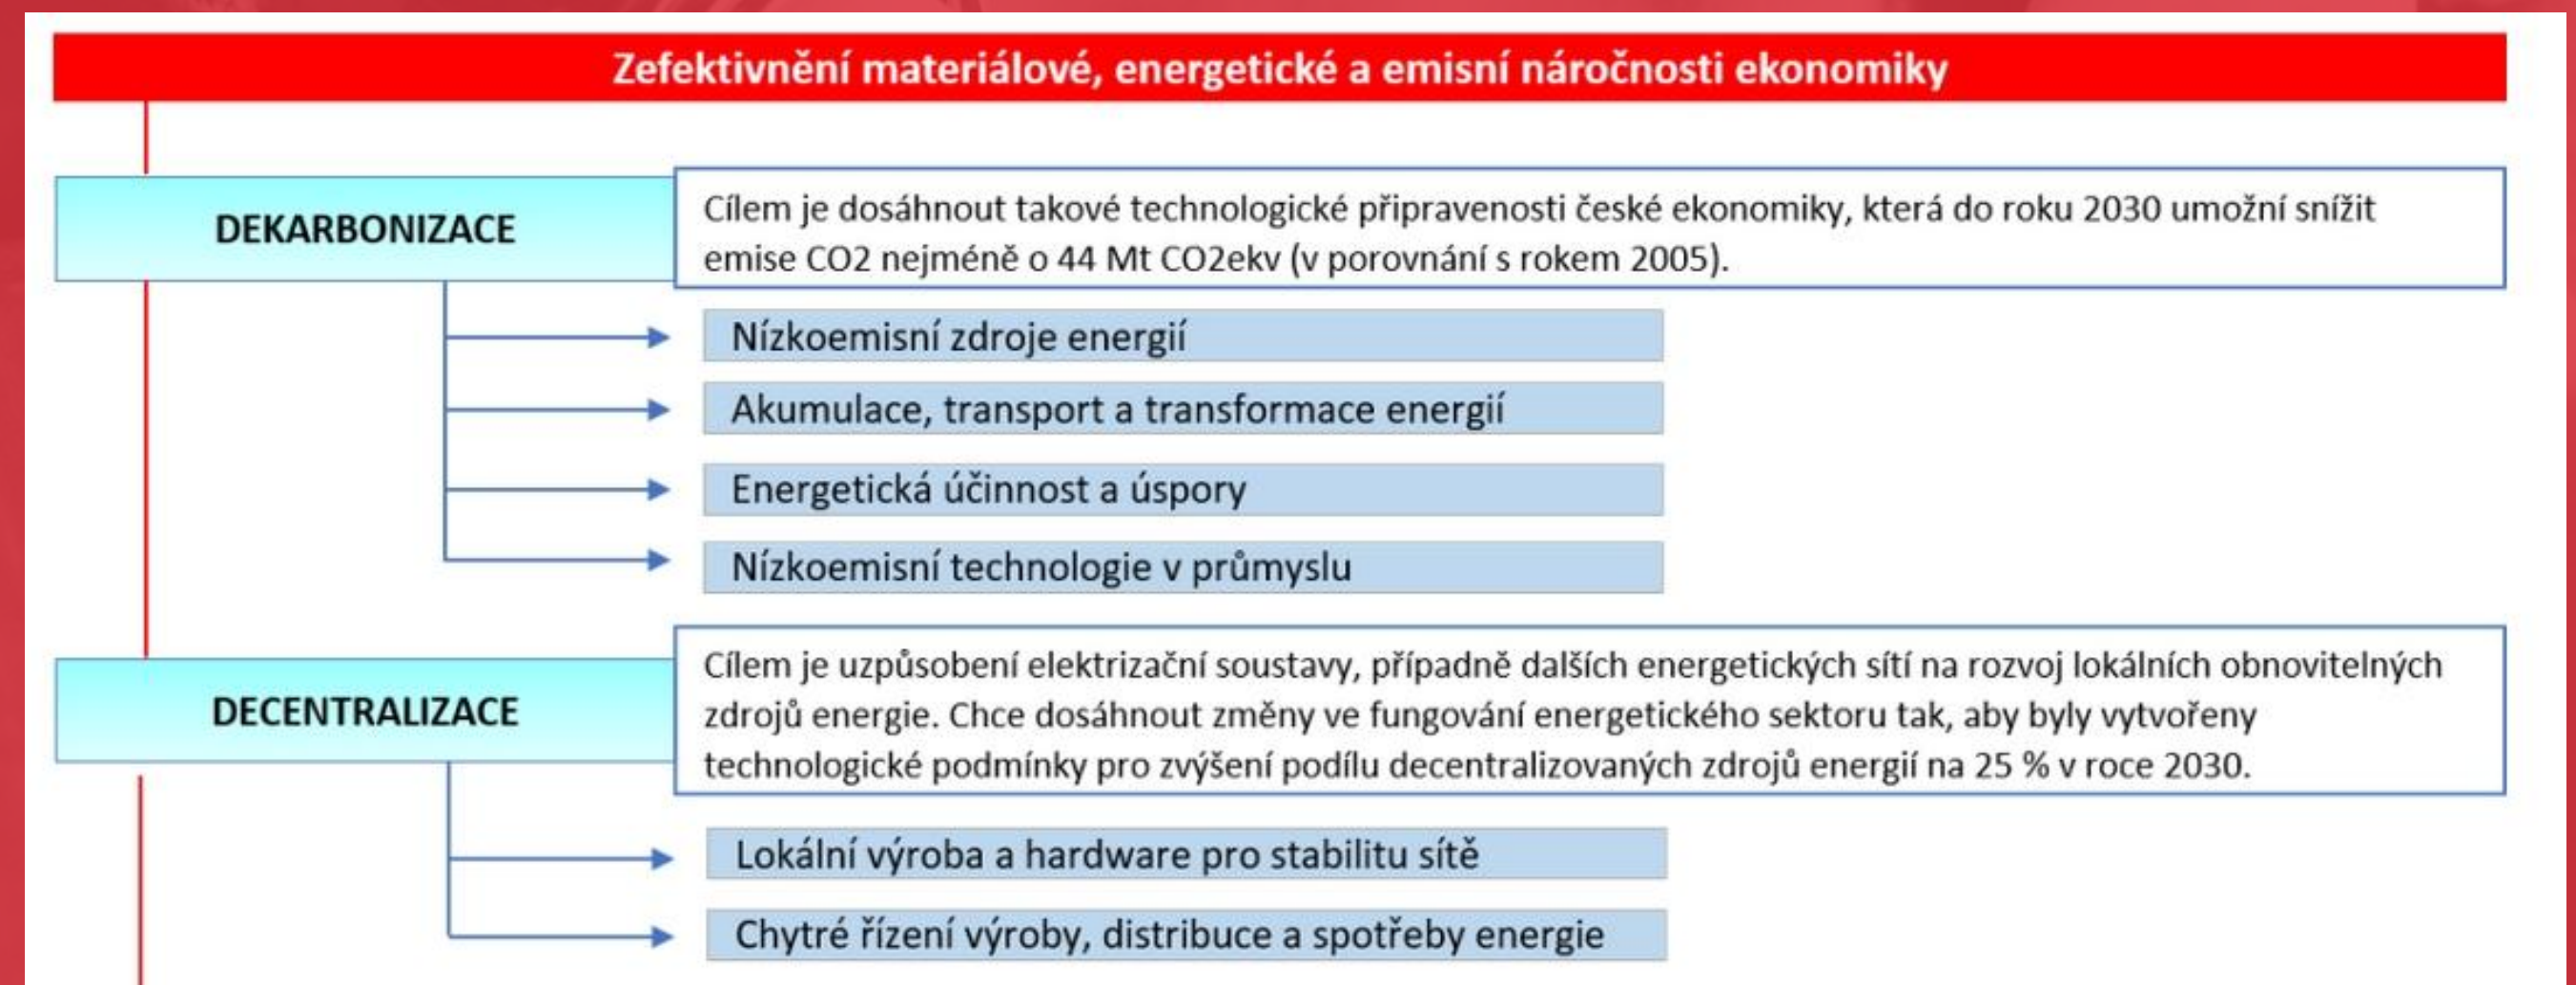 Zefektivnění materiálové, energetické a emisní náročnosti ekonomiky
DEKARBONIZACE
Cílem je dosáhnout takové technologické připravenosti české ekonomiky, která do roku 2030 umožní snížit
emise CO2 nejméně o 44 Mt CO2ekv (v porovnání s rokem 2005).
Nízkoemisní zdroje energií
Akumulace, transport a transformace energií
Energetická účinnost a úspory
Nízkoemisní technologie v průmyslu
DECENTRALIZACE
Cílem je uzpůsobení elektrizační soustavy, případně dalších energetických sítí na rozvoj lokálních obnovitelných
zdrojů energie. Chce dosáhnout změny ve fungování energetického sektoru tak, aby byly vytvořeny
technologické podmínky pro zvýšení podílu decentralizovaných zdrojů energií na 25 % v roce 2030.
Lokální výroba a hardware pro stabilitu sítě
Chytré řízení výroby, distribuce a spotřeby energie